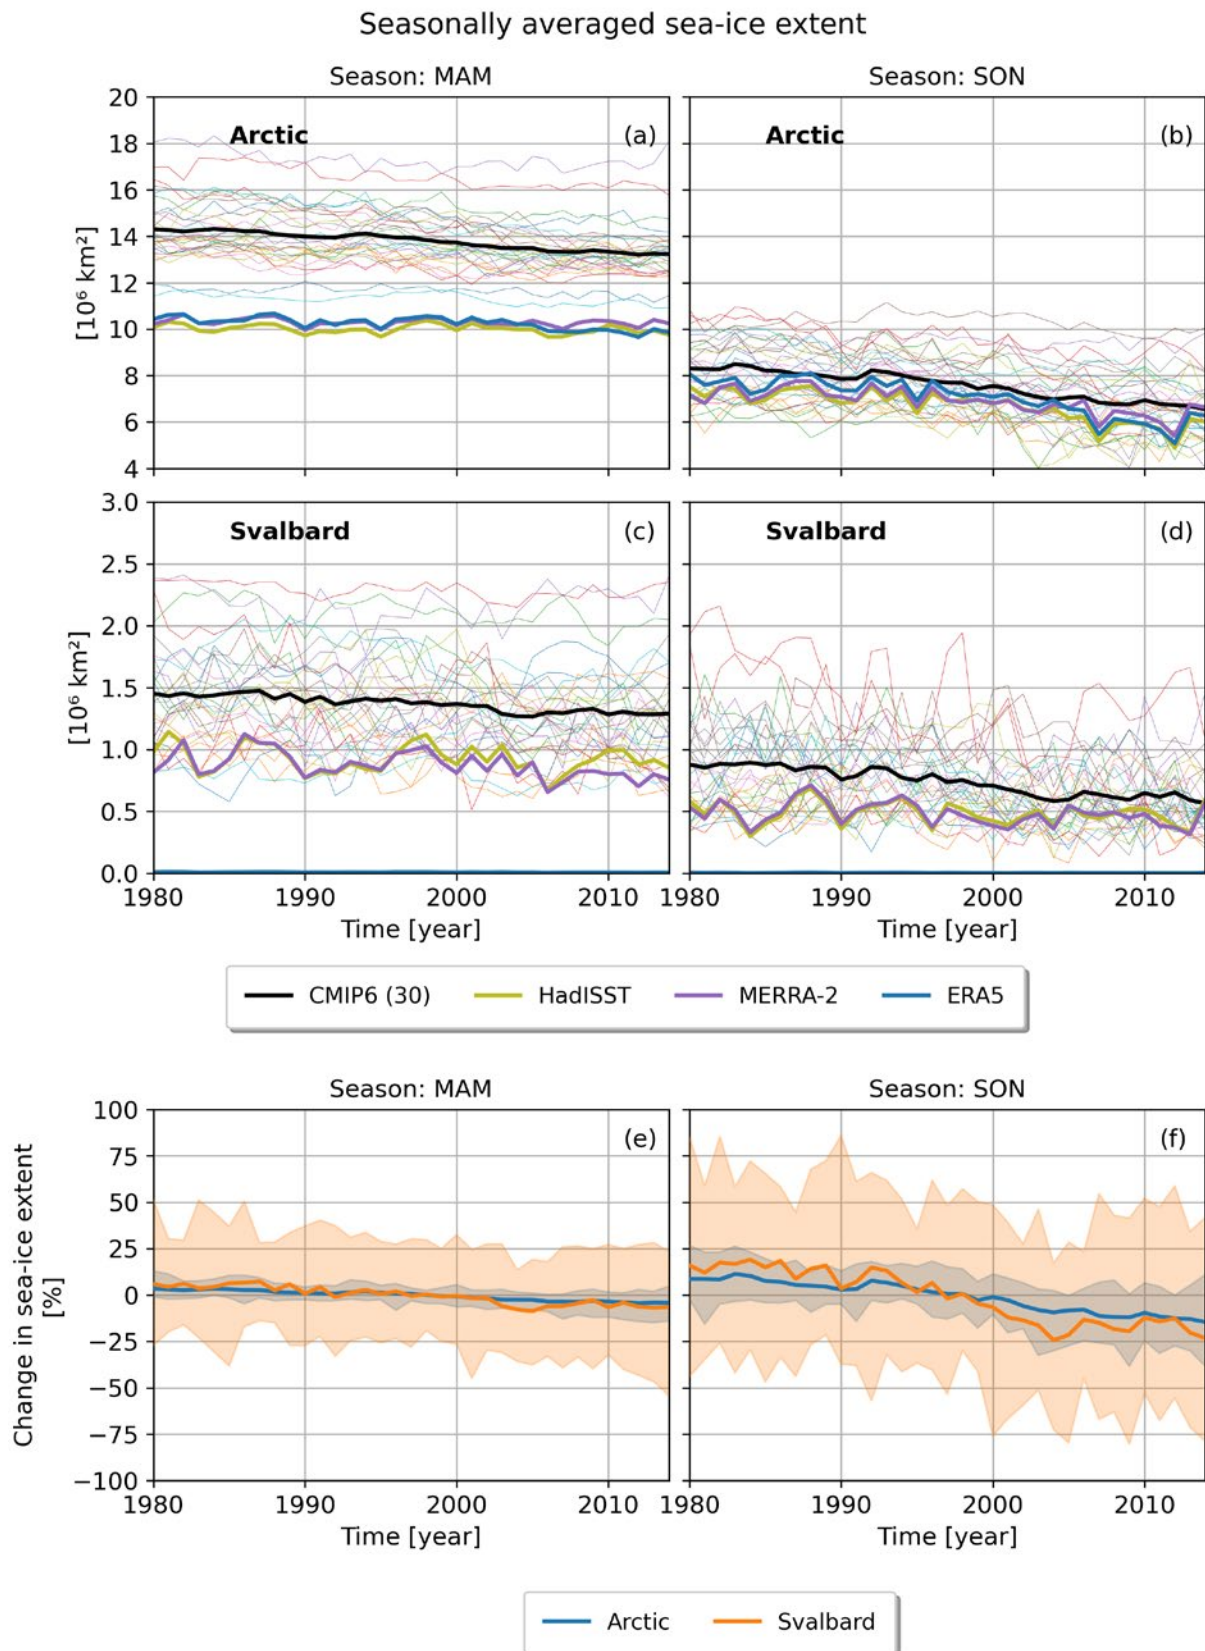 Seasonally averaged sea-ice extent
Season: MAM
Season: SON
20
18
16
14
12
10
8
6
4
[10⁶ km²]
Arctic
(a)
Arctic
(b)
3.0
2.5
2.0
1.5
1.0
0.5
0.0
[10⁶ km²]
Svalbard
(c)
Svalbard
(d)
1980 1990 2000 2010 1980 1990 2000 2010
Time [year]
Time [year]
CMIP6 (30) HadISST MERRA-2 ERA5
Season: MAM
Season: SON
100
75
50
25
0
−25
−50
−75
−100
Change in sea-ice extent
[%]
(e)
(f)
1980 1990 2000 2010 1980 1990 2000 2010
Time [year]
Time [year]
Arctic Svalbard